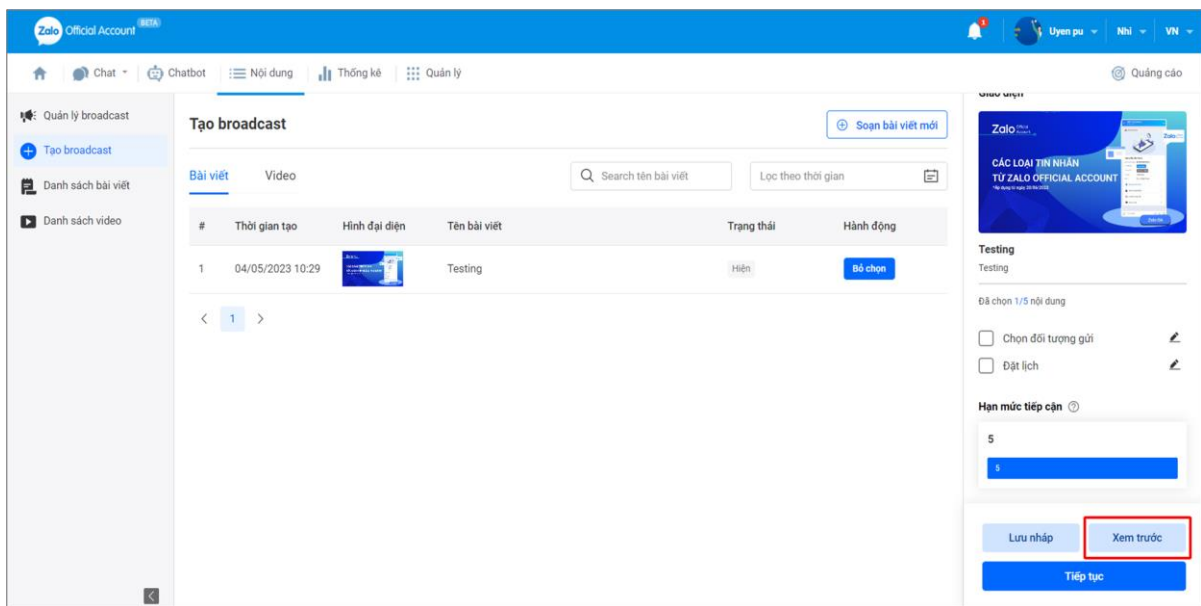 Zalo Official Account BETA
1 Uyen pu Nhi VN
Chat Chatbot Nội dung Thống kê Quản lý Quảng cáo
Quản lý broadcast
Tạo broadcast
Danh sách bài viết
Danh sách video
Tạo broadcast
Soạn bài viết mới
Bài viết Video Search tên bài viết Lọc theo thời gian
# Thời gian tạo Hình đại diện Tên bài viết Trạng thái Hành động
1 04/05/2023 10:29 Testing Hiện Bỏ chọn
< 1 >
Giao diện
Zalo Official Account
CÁC LOẠI TIN NHẮN
TỪ ZALO OFFICIAL ACCOUNT
Testing
Testing
Đã chọn 1/5 nội dung
Chọn đối tượng gửi
Đặt lịch
Hạn mức tiếp cận
5
5
Lưu nháp Xem trước
Tiếp tục